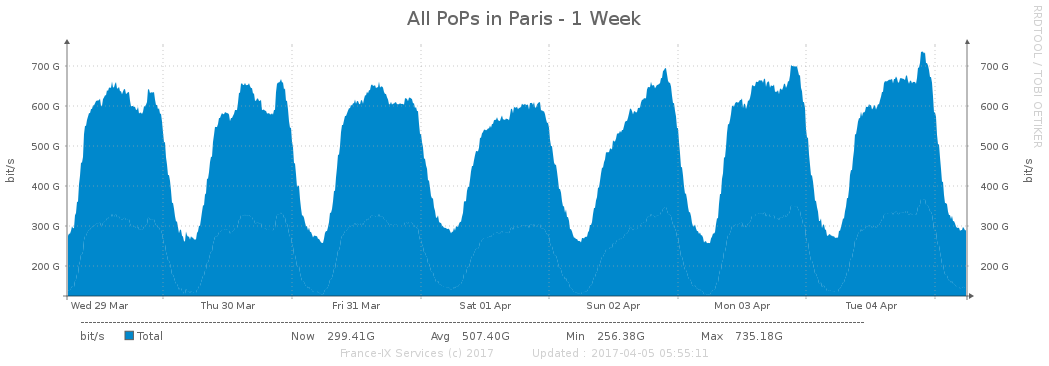 All PoPs in Paris - 1 Week
RRDTOOL / TOBI OETIKER
bit/s
700 G
600 G
500 G
400 G
300 G
200 G
700 G
600 G
500 G
400 G
300 G
200 G
bit/s
Wed 29 Mar Thu 30 Mar Fri 31 Mar Sat 01 Apr Sun 02 Apr Mon 03 Apr Tue 04 Apr
bit/s Total Now 299.41G Avg 507.40G Min 256.38G Max 735.18G
France-IX Services (c) 2017 Updated : 2017-04-05 05:55:11